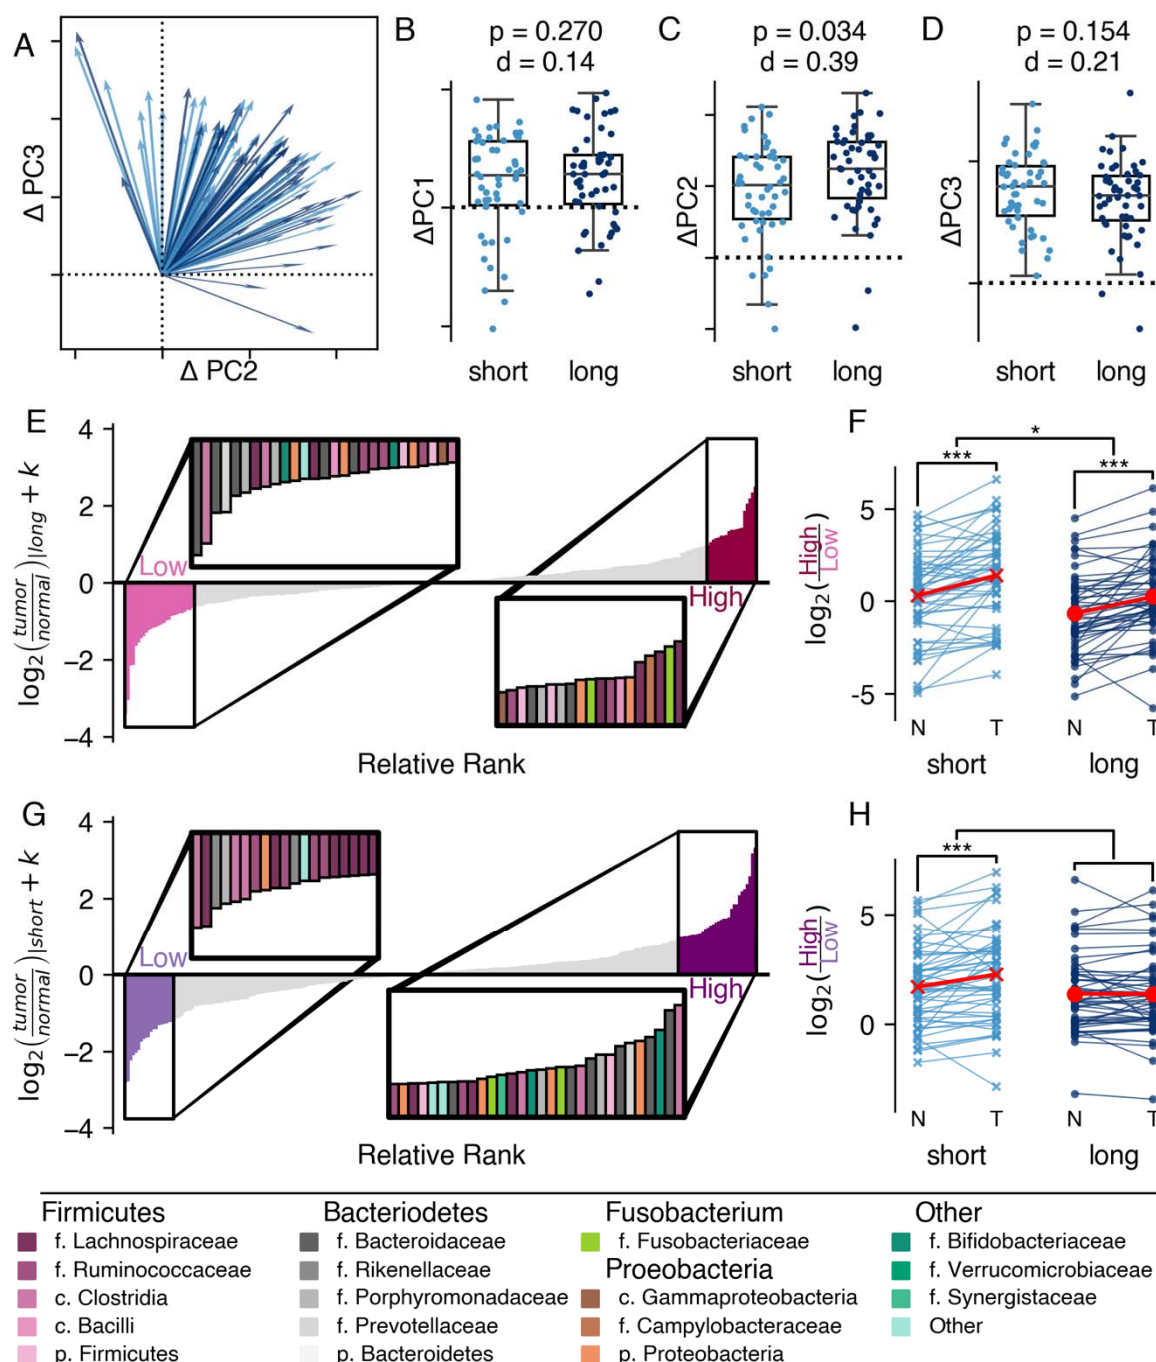 A
Δ PC3
Δ PC2
B
p = 0.270
d = 0.14
ΔPC1
short long
C
p = 0.034
d = 0.39
ΔPC2
short long
D
p = 0.154
d = 0.21
ΔPC3
short long
E
log2(tumor/normal)|long + k
4
2
0
−2
−4
Low
High
Relative Rank
F
*
*** ***
log2(High/Low)
5
0
-5
N T N T
short long
G
log2(tumor/normal)|short + k
4
2
0
−2
−4
Low
High
Relative Rank
H
***
log2(High/Low)
5
0
N T N T
short long
Firmicutes
f. Lachnospiraceae
f. Ruminococcaceae
c. Clostridia
c. Bacilli
p. Firmicutes
Bacteriodetes
f. Bacteroidaceae
f. Rikenellaceae
f. Porphyromonadaceae
f. Prevotellaceae
p. Bacteroidetes
Fusobacterium
f. Fusobacteriaceae
Proeobacteria
c. Gammaproteobacteria
f. Campylobacteraceae
p. Proteobacteria
Other
f. Bifidobacteriaceae
f. Verrucomicrobiaceae
f. Synergistaceae
Other